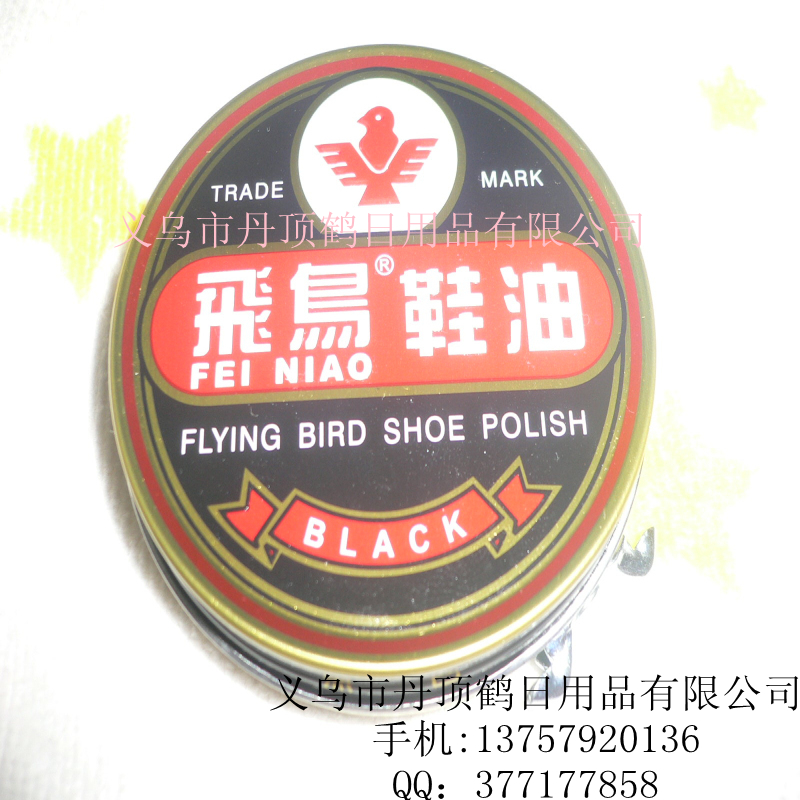 TRADE MARK
义乌市丹顶鹤日用品有限公司
飛鳥® 鞋油
FEI NIAO
FLYING BIRD SHOE POLISH
BLACK
义乌市丹顶鹤日用品有限公司
手机:13757920136
QQ：377177858